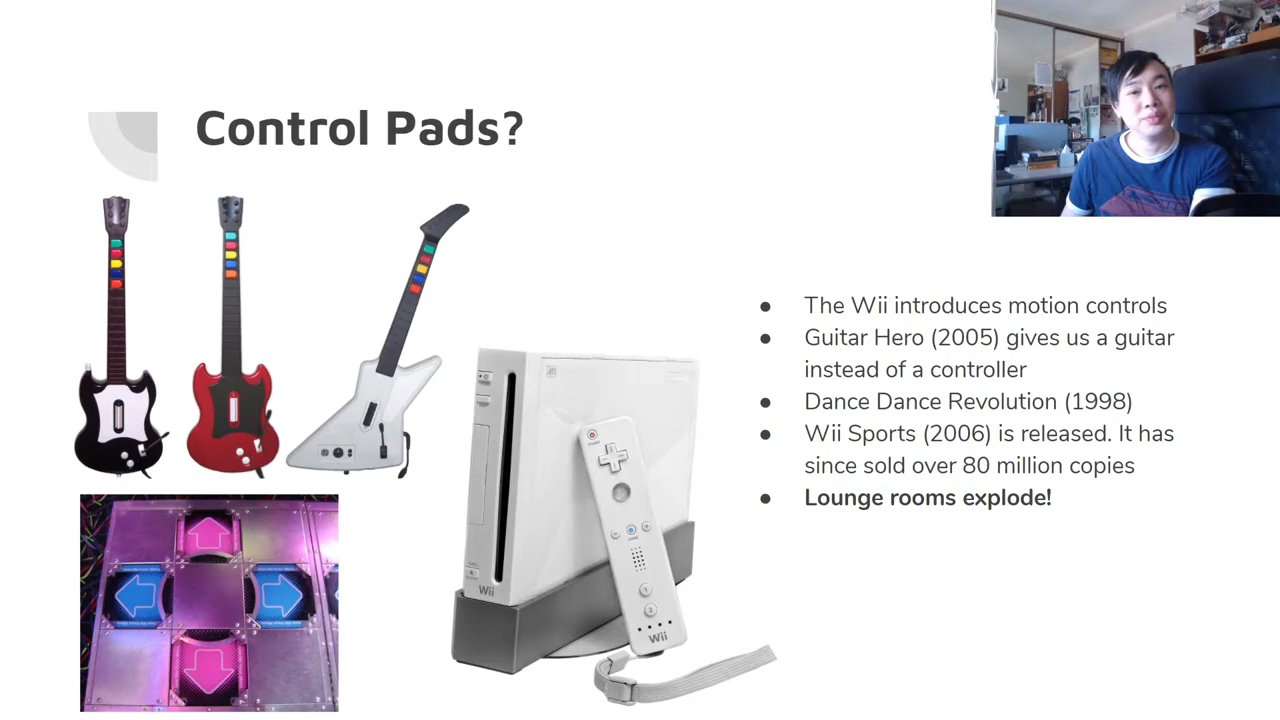 Control Pads?
The Wii introduces motion controls
Guitar Hero (2005) gives us a guitar
instead of a controller
Dance Dance Revolution (1998)
Wii Sports (2006) is released. It has
since sold over 80 million copies
Lounge rooms explode!
Wii
Wii